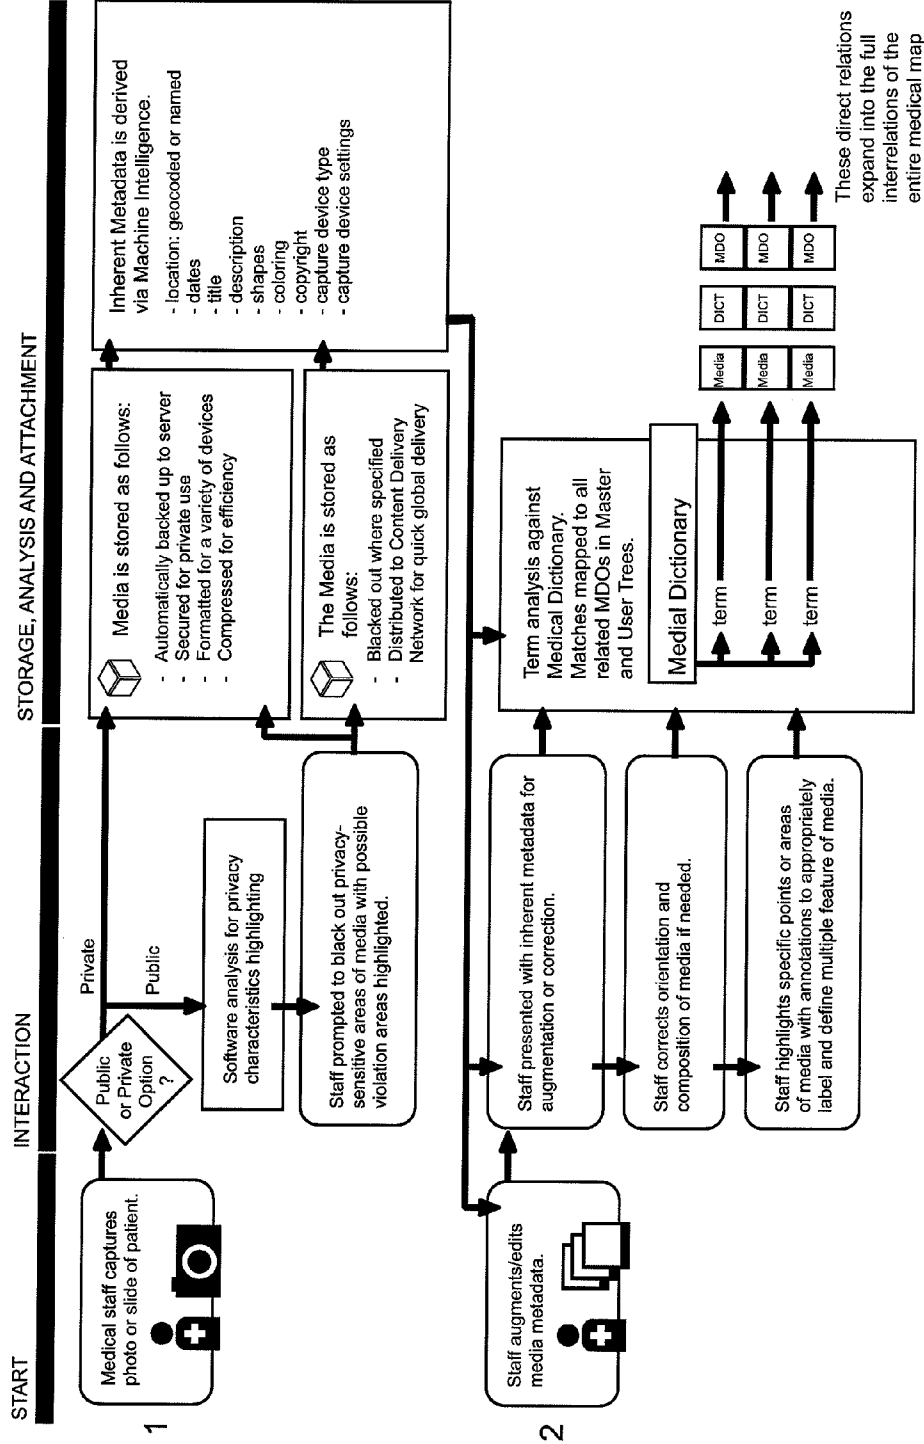 START
INTERACTION
STORAGE, ANALYSIS AND ATTACHMENT
1
Medical staff captures
photo or slide of patient.
Public
or Private
Option
?
Private
Public
Software analysis for privacy
characteristics highlighting
Staff prompted to black out privacy-
sensitive areas of media with possible
violation areas highlighted.
Media is stored as follows:
- Automatically backed up to server
- Secured for private use
- Formatted for a variety of devices
- Compressed for efficiency
The Media is stored as
follows:
- Blacked out where specified
- Distributed to Content Delivery
Network for quick global delivery
Inherent Metadata is derived
via Machine Intelligence.
- location: geocoded or named
- dates
- title
- description
- shapes
- coloring
- copyright
- capture device type
- capture device settings
2
Staff augments/edits
media metadata.
Staff presented with inherent metadata for
augmentation or correction.
Staff corrects orientation and
composition of media if needed.
Staff highlights specific points or areas
of media with annotations to appropriately
label and define multiple feature of media.
Term analysis against
Medical Dictionary.
Matches mapped to all
related MDOs in Master
and User Trees.
Medial Dictionary
term
term
term
Media
DICT
MDO
Media
DICT
MDO
Media
DICT
MDO
These direct relations
expand into the full
interrelations of the
entire medical map